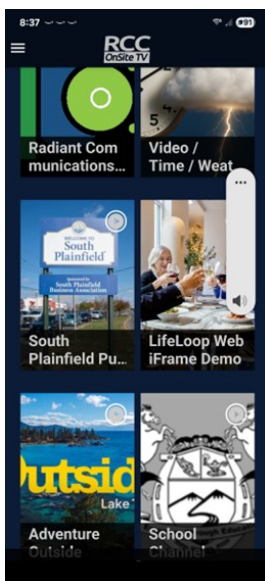 8:37
91
RCC
OnSite TV
5
Radiant Com
munications...
Video /
Time / Weat...
WELCOME TO
South
Plainfield
Sponsored by
South Plainfield
Business Association
South
Plainfield Pu...
LifeLoop Web
iFrame Demo
Outsid
Lake
Adventure
Outside
School
Channel